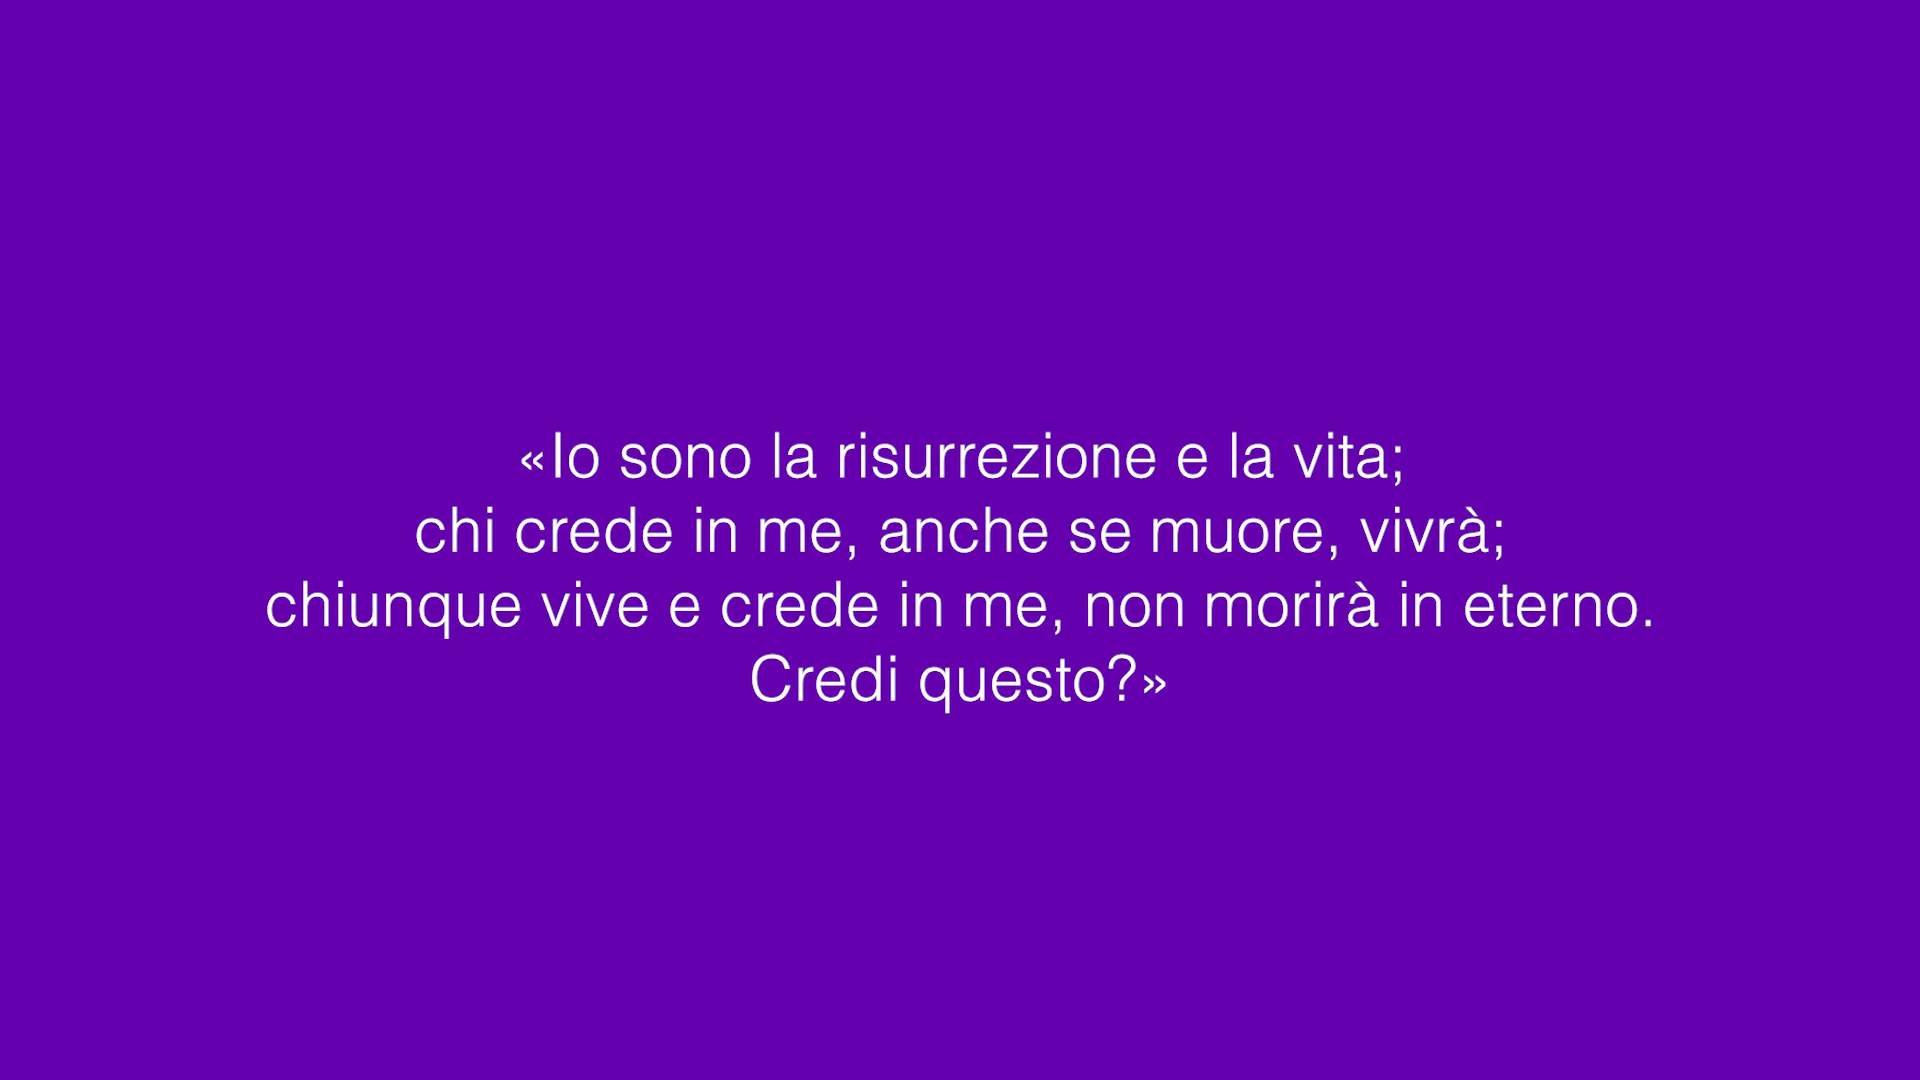 «Io sono la risurrezione e la vita;
chi crede in me, anche se muore, vivrà;
chiunque vive e crede in me, non morirà in eterno.
Credi questo?»